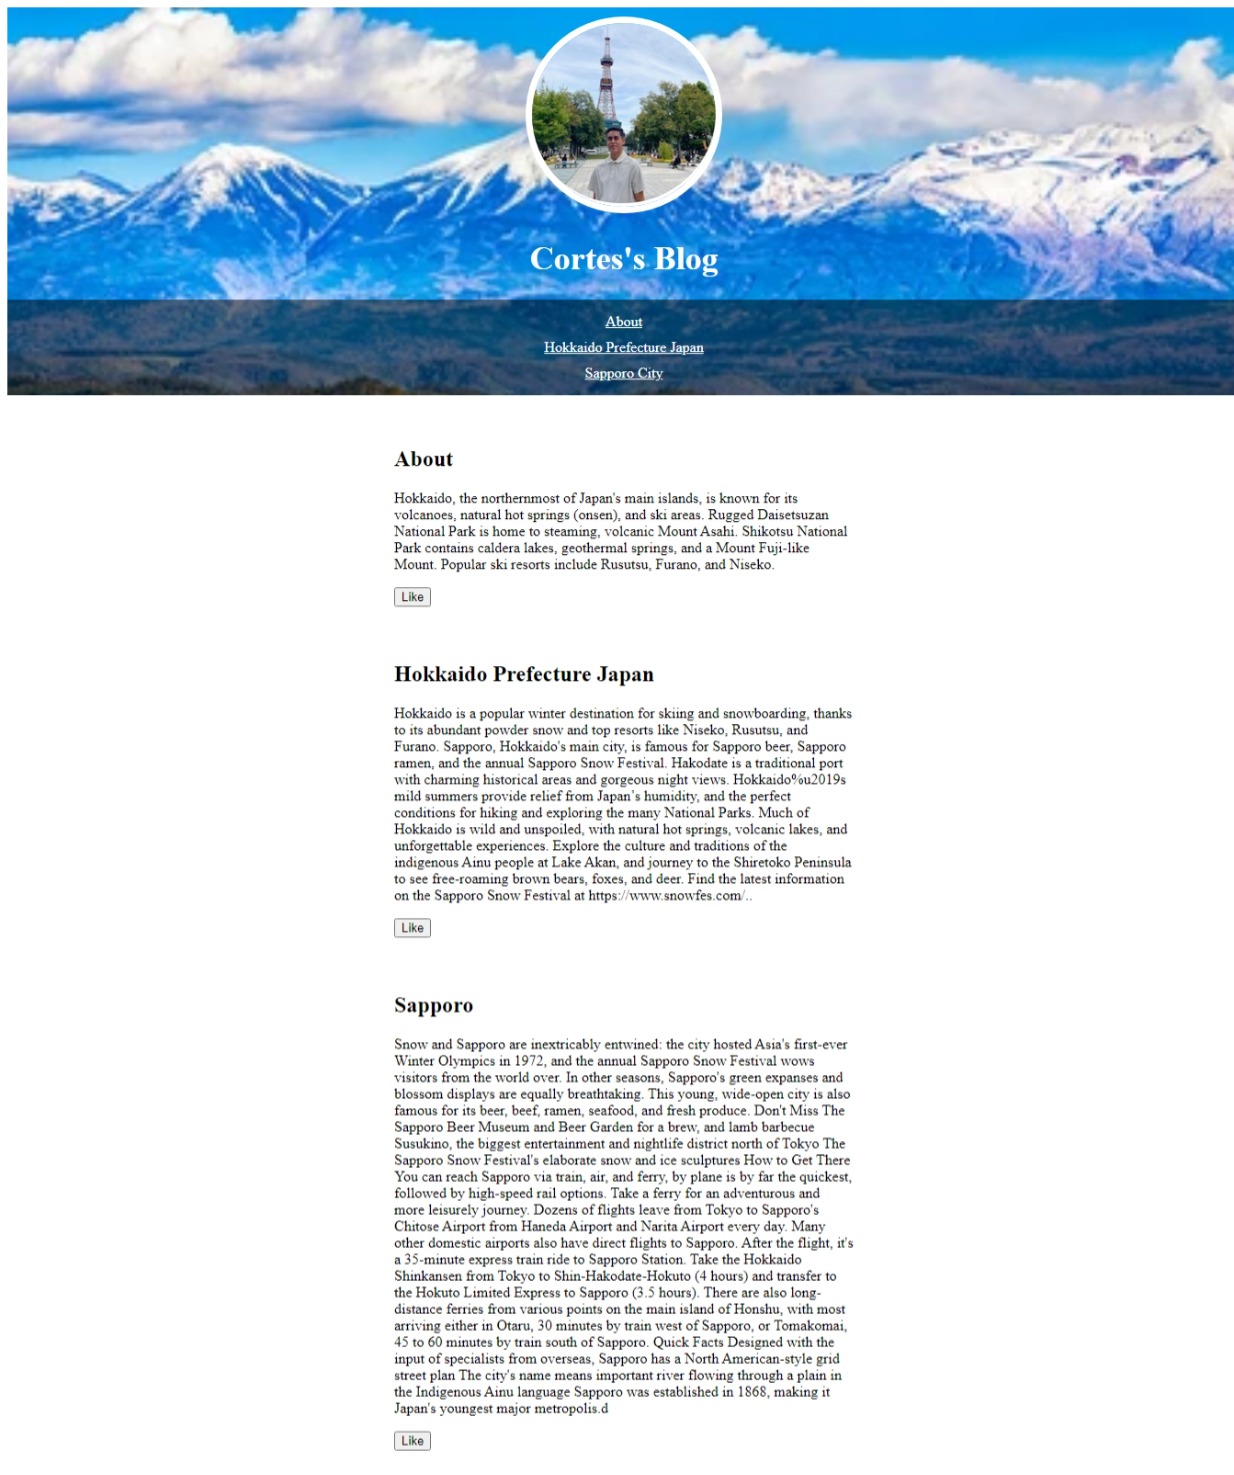 Cortes's Blog
About
Hokkaido Prefecture Japan
Sapporo City
About
Hokkaido, the northernmost of Japan's main islands, is known for its
volcanoes, natural hot springs (onsen), and ski areas. Rugged Daisetsuzan
National Park is home to steaming, volcanic Mount Asahi. Shikotsu National
Park contains caldera lakes, geothermal springs, and a Mount Fuji-like
Mount. Popular ski resorts include Rusutsu, Furano, and Niseko.
Like
Hokkaido Prefecture Japan
Hokkaido is a popular winter destination for skiing and snowboarding, thanks
to its abundant powder snow and top resorts like Niseko, Rusutsu, and
Furano. Sapporo, Hokkaido's main city, is famous for Sapporo beer, Sapporo
ramen, and the annual Sapporo Snow Festival. Hakodate is a traditional port
with charming historical areas and gorgeous night views. Hokkaido%u2019s
mild summers provide relief from Japan's humidity, and the perfect
conditions for hiking and exploring the many National Parks. Much of
Hokkaido is wild and unspoiled, with natural hot springs, volcanic lakes, and
unforgettable experiences. Explore the culture and traditions of the
indigenous Ainu people at Lake Akan, and journey to the Shiretoko Peninsula
to see free-roaming brown bears, foxes, and deer. Find the latest information
on the Sapporo Snow Festival at https://www.snowfes.com/..
Like
Sapporo
Snow and Sapporo are inextricably entwined: the city hosted Asia's first-ever
Winter Olympics in 1972, and the annual Sapporo Snow Festival wows
visitors from the world over. In other seasons, Sapporo's green expanses and
blossom displays are equally breathtaking. This young, wide-open city is also
famous for its beer, beef, ramen, seafood, and fresh produce. Don't Miss The
Sapporo Beer Museum and Beer Garden for a brew, and lamb barbecue
Susukino, the biggest entertainment and nightlife district north of Tokyo The
Sapporo Snow Festival's elaborate snow and ice sculptures How to Get There
You can reach Sapporo via train, air, and ferry, by plane is by far the quickest,
followed by high-speed rail options. Take a ferry for an adventurous and
more leisurely journey. Dozens of flights leave from Tokyo to Sapporo's
Chitose Airport from Haneda Airport and Narita Airport every day. Many
other domestic airports also have direct flights to Sapporo. After the flight, it's
a 35-minute express train ride to Sapporo Station. Take the Hokkaido
Shinkansen from Tokyo to Shin-Hakodate-Hokuto (4 hours) and transfer to
the Hokuto Limited Express to Sapporo (3.5 hours). There are also long-
distance ferries from various points on the main island of Honshu, with most
arriving either in Otaru, 30 minutes by train west of Sapporo, or Tomakomai,
45 to 60 minutes by train south of Sapporo. Quick Facts Designed with the
input of specialists from overseas, Sapporo has a North American-style grid
street plan The city's name means important river flowing through a plain in
the Indigenous Ainu language Sapporo was established in 1868, making it
Japan's youngest major metropolis.d
Like